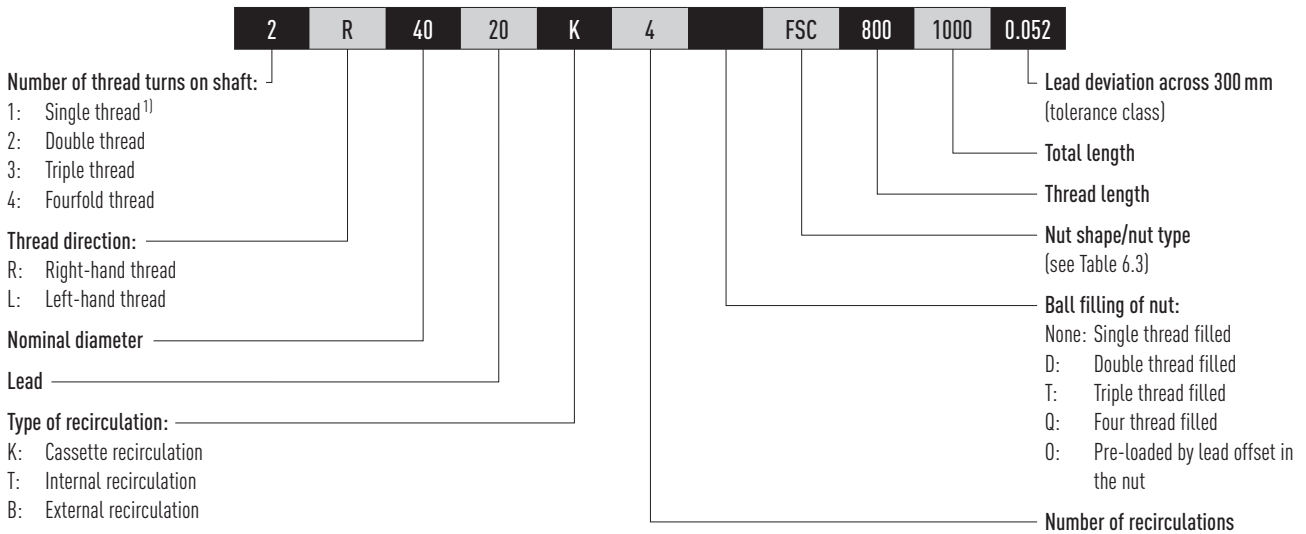 2 R 40 20 K 4 FSC 800 1000 0.052
Number of thread turns on shaft:
1: Single thread 1)
2: Double thread
3: Triple thread
4: Fourfold thread
Thread direction:
R: Right-hand thread
L: Left-hand thread
Nominal diameter
Lead
Type of recirculation:
K: Cassette recirculation
T: Internal recirculation
B: External recirculation
Lead deviation across 300 mm
(tolerance class)
Total length
Thread length
Nut shape/nut type
(see Table 6.3)
Ball filling of nut:
None: Single thread filled
D: Double thread filled
T: Triple thread filled
Q: Four thread filled
O: Pre-loaded by lead offset in
the nut
Number of recirculations